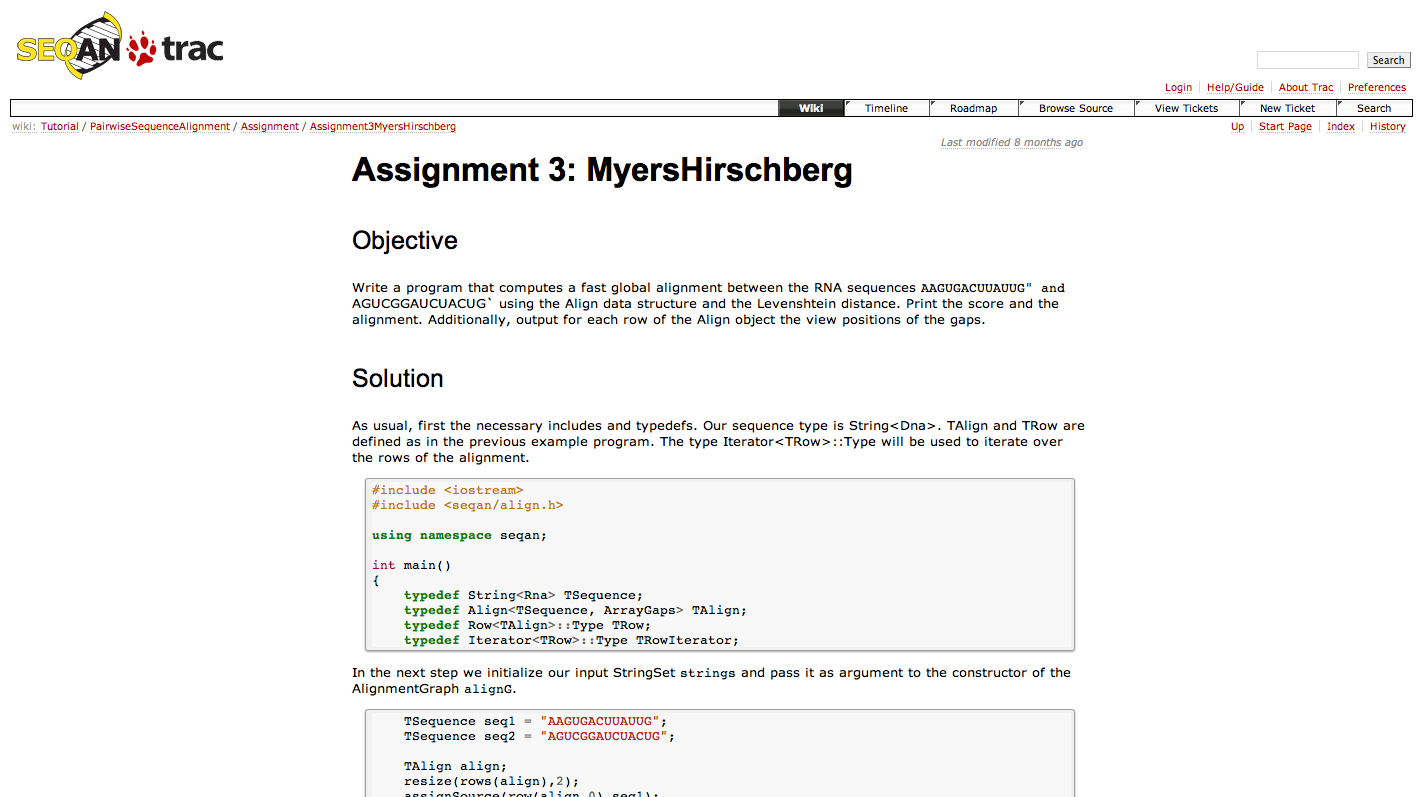 SEQAN trac
Search
Login Help/Guide About Trac Preferences
Wiki Timeline Roadmap Browse Source View Tickets New Ticket Search
wiki: Tutorial / PairwiseSequenceAlignment / Assignment / Assignment3MyersHirschberg Up Start Page Index History
Last modified 8 months ago
Assignment 3: MyersHirschberg
Objective
Write a program that computes a fast global alignment between the RNA sequences AAGUGACUUAUUG" and
AGUCGGAUCUACUG` using the Align data structure and the Levenshtein distance. Print the score and the
alignment. Additionally, output for each row of the Align object the view positions of the gaps.
Solution
As usual, first the necessary includes and typedefs. Our sequence type is String<Dna>. TAlign and TRow are
defined as in the previous example program. The type Iterator<TRow>::Type will be used to iterate over
the rows of the alignment.
#include <iostream>
#include <seqan/align.h>
using namespace seqan;
int main()
{
typedef String<Rna> TSequence;
typedef Align<TSequence, ArrayGaps> TAlign;
typedef Row<TAlign>::Type TRow;
typedef Iterator<TRow>::Type TRowIterator;
In the next step we initialize our input StringSet strings and pass it as argument to the constructor of the
AlignmentGraph alignG.
TSequence seq1 = "AAGUGACUUAUUG";
TSequence seq2 = "AGUCGGAUCUACUG";
TAlign align;
resize(rows(align),2);
assignSource(row(align,0),seq1);